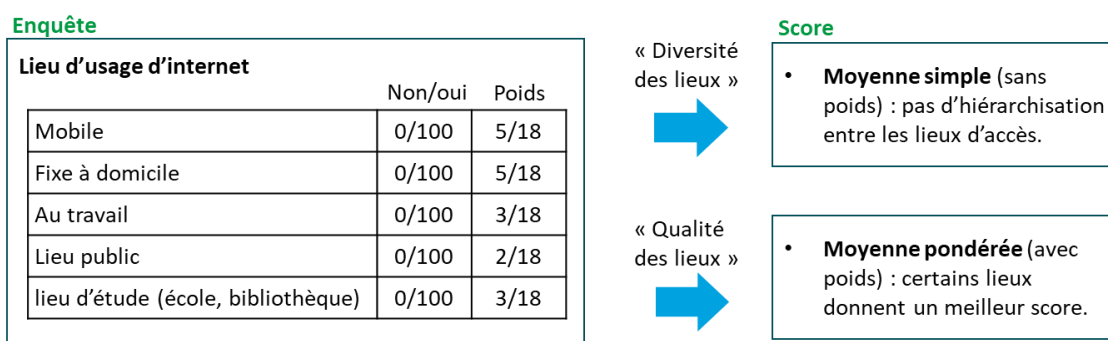 Enquête
Lieu d’usage d’internet
Non/oui Poids
Mobile 0/100 5/18
Fixe à domicile 0/100 5/18
Au travail 0/100 3/18
Lieu public 0/100 2/18
lieu d’étude (école, bibliothèque) 0/100 3/18
« Diversité
des lieux »
« Qualité
des lieux »
Score
• Moyenne simple (sans
poids) : pas d’hiérarchisation
entre les lieux d’accès.
• Moyenne pondérée (avec
poids) : certains lieux
donnent un meilleur score.